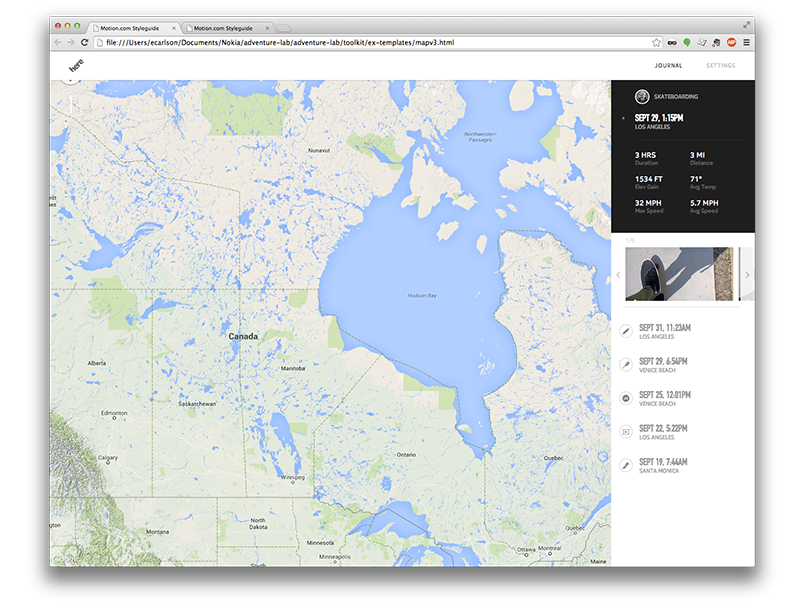 Motion.com Styleguide
Motion.com Styleguide
file:///Users/ecarlson/Documents/Nokia/adventure-lab/adventure-lab/toolkit/ex-templates/mapv3.html
here
JOURNAL
SETTINGS
Northwestern
Passages
Nunavut
Hudson Bay
Canada
Alberta
Manitoba
Saskatchewan
Edmonton
Calgary
Ontario
Quebec
Winnipeg
North
Dakota
Montana
Minnesota
Minneapolis
Quebec
Ottawa
Montreal
Maine
SKATEBOARDING
SEPT 29, 1:15PM
LOS ANGELES
3 HRS
Duration
3 MI
Distance
1534 FT
Elev Gain
71°
Avg Temp
32 MPH
Max Speed
5.7 MPH
Avg Speed
SEPT 31, 11:23AM
LOS ANGELES
SEPT 29, 6:54PM
VENICE BEACH
SEPT 25, 12:01PM
VENICE BEACH
SEPT 22, 5:22PM
LOS ANGELES
SEPT 19, 7:44AM
SANTA MONICA